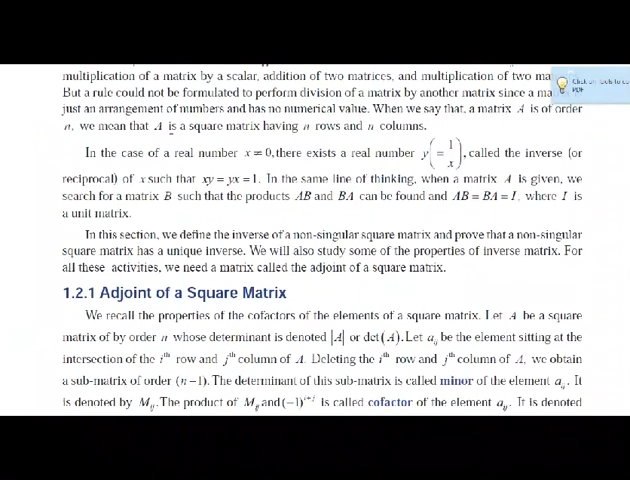 multiplication of a matrix by a scalar, addition of two matrices, and multiplication of two mat
But a rule could not be formulated to perform division of a matrix by another matrix since a ma
just an arrangement of numbers and has no numerical value. When we say that, a matrix A is of order
n, we mean that A is a square matrix having n rows and n columns.
In the case of a real number x ≠ 0, there exists a real number y (= 1/x), called the inverse (or
reciprocal) of x such that xy = yx = 1. In the same line of thinking, when a matrix A is given, we
search for a matrix B such that the products AB and BA can be found and AB = BA = I, where I is
a unit matrix.
In this section, we define the inverse of a non-singular square matrix and prove that a non-singular
square matrix has a unique inverse. We will also study some of the properties of inverse matrix. For
all these activities, we need a matrix called the adjoint of a square matrix.
1.2.1 Adjoint of a Square Matrix
We recall the properties of the cofactors of the elements of a square matrix. Let A be a square
matrix of by order n whose determinant is denoted |A| or det(A). Let a_ij be the element sitting at the
intersection of the i^th row and j^th column of A. Deleting the i^th row and j^th column of A, we obtain
a sub-matrix of order (n−1). The determinant of this sub-matrix is called minor of the element a_ij. It
is denoted by M_ij. The product of M_ij and (−1)^(i+j) is called cofactor of the element a_ij. It is denoted
Click on Tools to co
PDF